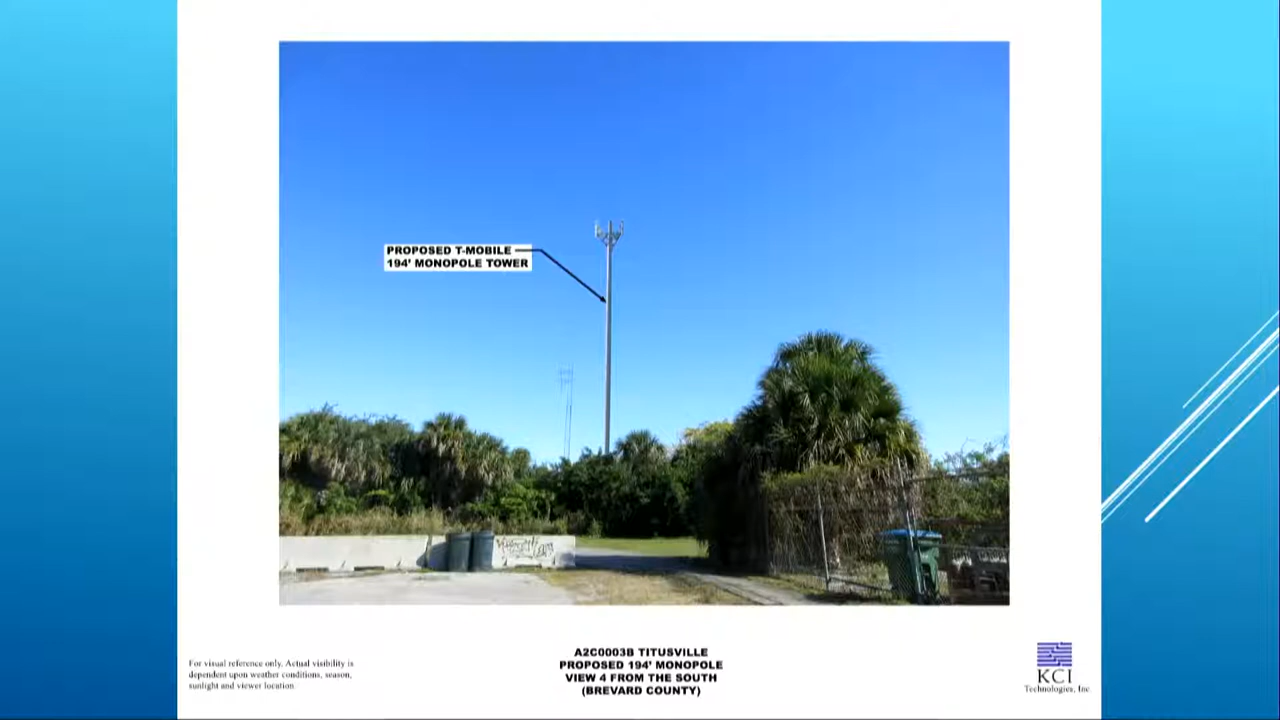 PROPOSED T-MOBILE
194' MONOPOLE TOWER
For visual reference only. Actual visibility is
dependent upon weather conditions, season,
sunlight and viewer location.
A2C0003B TITUSVILLE
PROPOSED 194' MONOPOLE
VIEW 4 FROM THE SOUTH
(BREVARD COUNTY)
KCI
Technologies, Inc